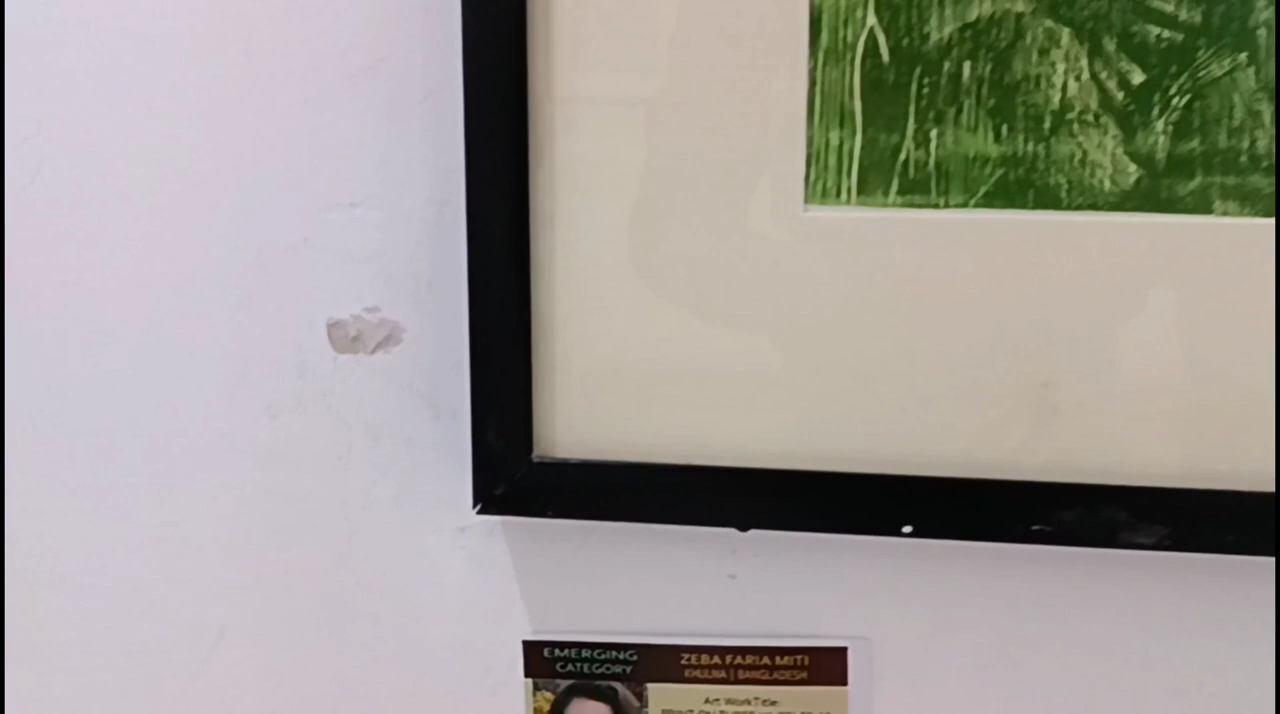 EMERGING
CATEGORY
ZEBA FARIA MITI
KHULNA | BANGLADESH
Art Work Title: